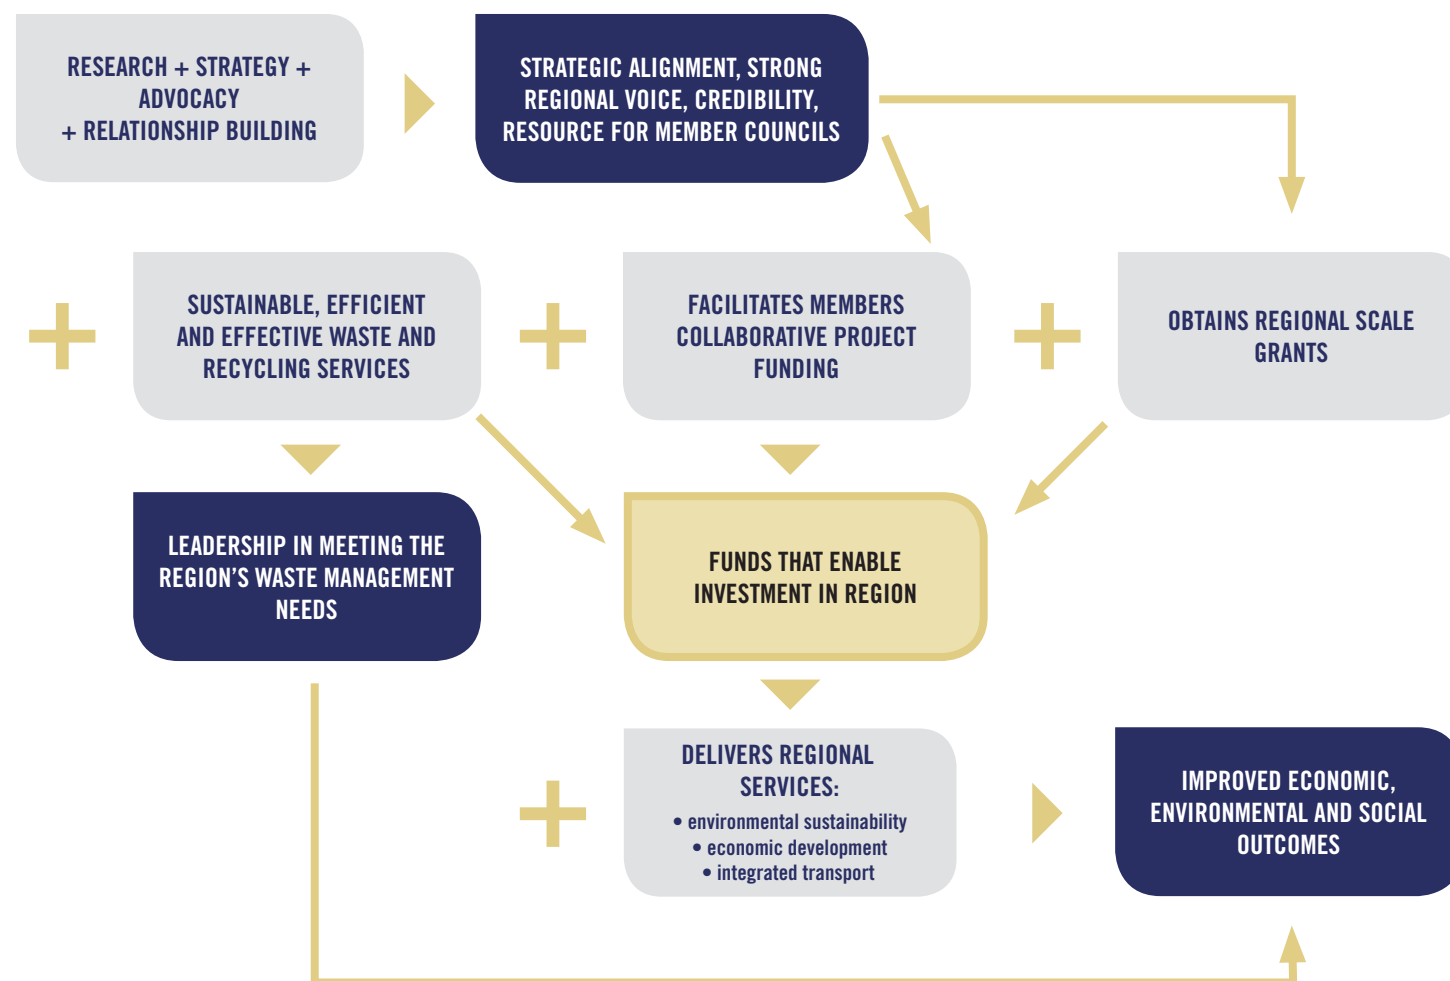 RESEARCH + STRATEGY +
ADVOCACY
+ RELATIONSHIP BUILDING
STRATEGIC ALIGNMENT, STRONG
REGIONAL VOICE, CREDIBILITY,
RESOURCE FOR MEMBER COUNCILS
SUSTAINABLE, EFFICIENT
AND EFFECTIVE WASTE AND
RECYCLING SERVICES
FACILITATES MEMBERS
COLLABORATIVE PROJECT
FUNDING
OBTAINS REGIONAL SCALE
GRANTS
LEADERSHIP IN MEETING THE
REGION’S WASTE MANAGEMENT
NEEDS
FUNDS THAT ENABLE
INVESTMENT IN REGION
DELIVERS REGIONAL
SERVICES:
• environmental sustainability
• economic development
• integrated transport
IMPROVED ECONOMIC,
ENVIRONMENTAL AND SOCIAL
OUTCOMES